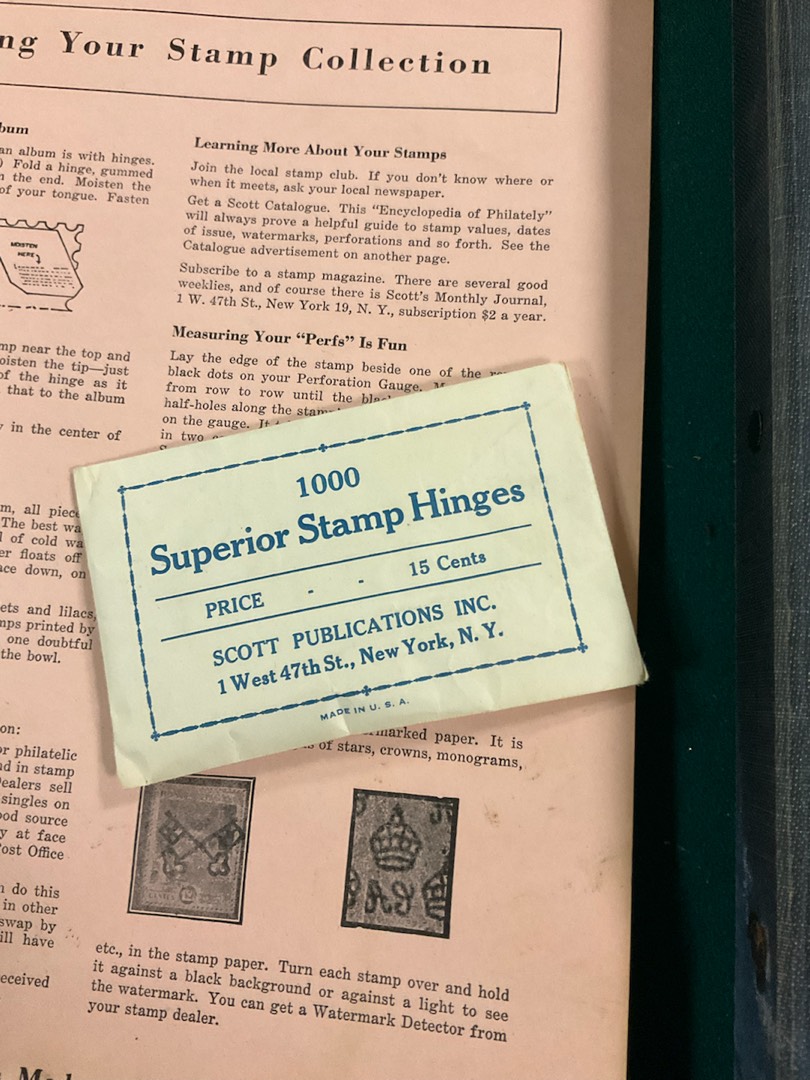 ng Your Stamp Collection
bum
an album is with hinges.
) Fold a hinge, gummed
n the end. Moisten the
of your tongue. Fasten
MOISTEN
HERE
mp near the top and
oisten the tip—just
of the hinge as it
that to the album
y in the center of
m, all piec
The best wa
l of cold wa
er floats off
ace down, on
ets and lilacs,
mps printed by
one doubtful
the bowl.
on:
or philatelic
nd in stamp
Dealers sell
singles on
ood source
y at face
Post Office
n do this
in other
swap by
ill have
eceived
Learning More About Your Stamps
Join the local stamp club. If you don't know where or
when it meets, ask your local newspaper.
Get a Scott Catalogue. This “Encyclopedia of Philately”
will always prove a helpful guide to stamp values, dates
of issue, watermarks, perforations and so forth. See the
Catalogue advertisement on another page.
Subscribe to a stamp magazine. There are several good
weeklies, and of course there is Scott's Monthly Journal,
1 W. 47th St., New York 19, N. Y., subscription $2 a year.
Measuring Your “Perfs” Is Fun
Lay the edge of the stamp beside one of the
black dots on your Perforation Gauge.
from row to row until the
half-holes along the
on the gauge. It
in two
1000
Superior Stamp Hinges
PRICE - - 15 Cents
SCOTT PUBLICATIONS INC.
1 West 47th St., New York, N. Y.
MADE IN U. S. A.
marked paper. It is
of stars, crowns, monograms,
etc., in the stamp paper. Turn each stamp over and hold
it against a black background or against a light to see
the watermark. You can get a Watermark Detector from
your stamp dealer.